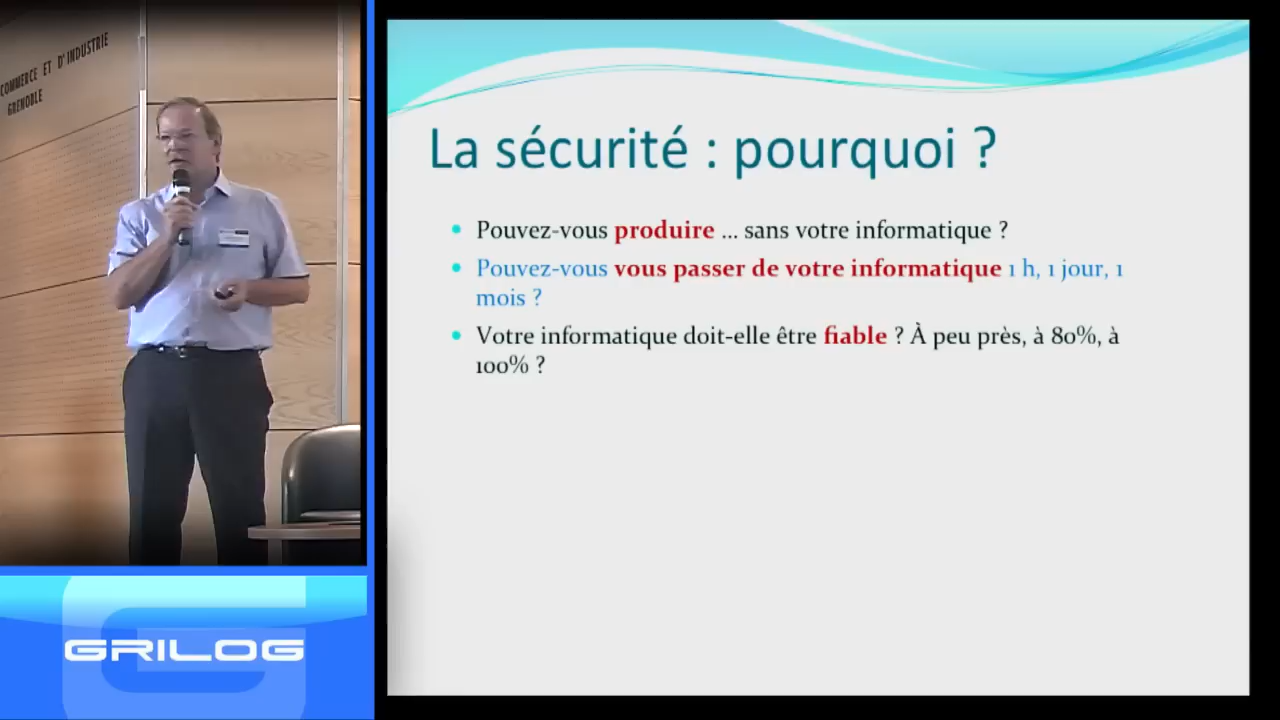 COMMERCE ET D'INDUSTRIE
GRENOBLE
GRILOG
La sécurité : pourquoi ?
Pouvez-vous produire ... sans votre informatique ?
Pouvez-vous vous passer de votre informatique 1 h, 1 jour, 1
mois ?
Votre informatique doit-elle être fiable ? À peu près, à 80%, à
100% ?